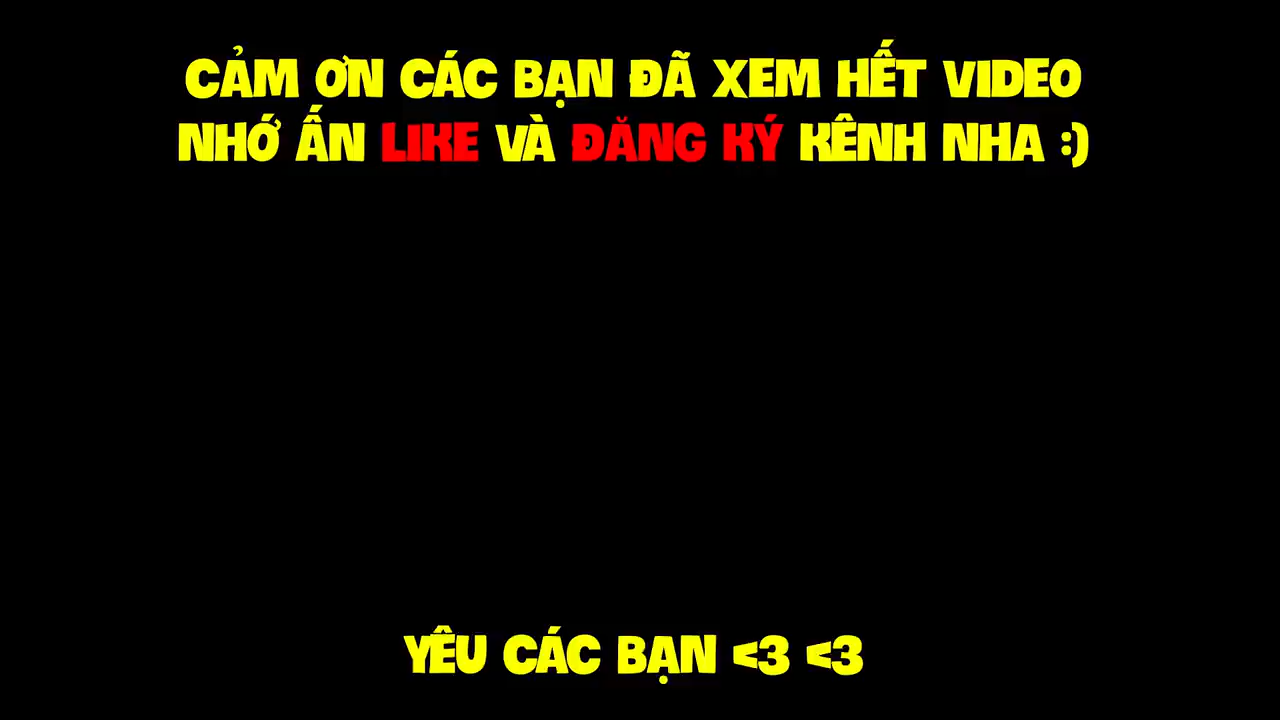 CẢM ƠN CÁC BẠN ĐÃ XEM HẾT VIDEO
NHỚ ẤN LIKE VÀ ĐĂNG KÝ KÊNH NHA :)
YÊU CÁC BẠN <3 <3